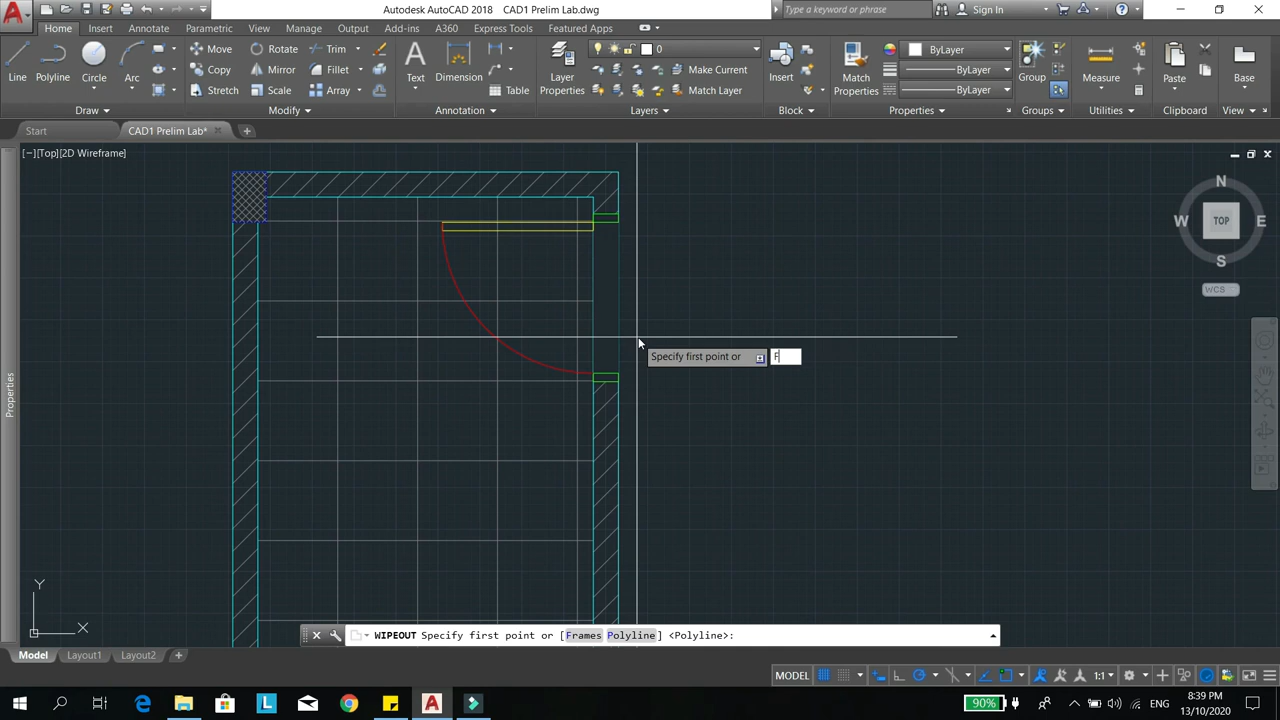 A
Autodesk AutoCAD 2018 CAD1 Prelim Lab.dwg
Type a keyword or phrase
Sign In
Home Insert Annotate Parametric View Manage Output Add-ins A360 Express Tools Featured Apps
Line
Polyline
Circle
Arc
Move Rotate Trim
Copy Mirror Fillet
Stretch Scale Array
Text
Dimension
Table
Layer
Properties
0
Make Current
Match Layer
Insert
Match
Properties
ByLayer
ByLayer
ByLayer
Group
Measure
Paste
Base
Draw Modify Annotation Layers Block Properties Groups Utilities Clipboard View
Start CAD1 Prelim Lab*
[−][Top][2D Wireframe]
N
W TOP E
S
WCS
Properties
Specify first point or F
Y
X
WIPEOUT Specify first point or [Frames Polyline] <Polyline>:
Model Layout1 Layout2
MODEL 1:1
L A
90% ENG 8:39 PM
13/10/2020